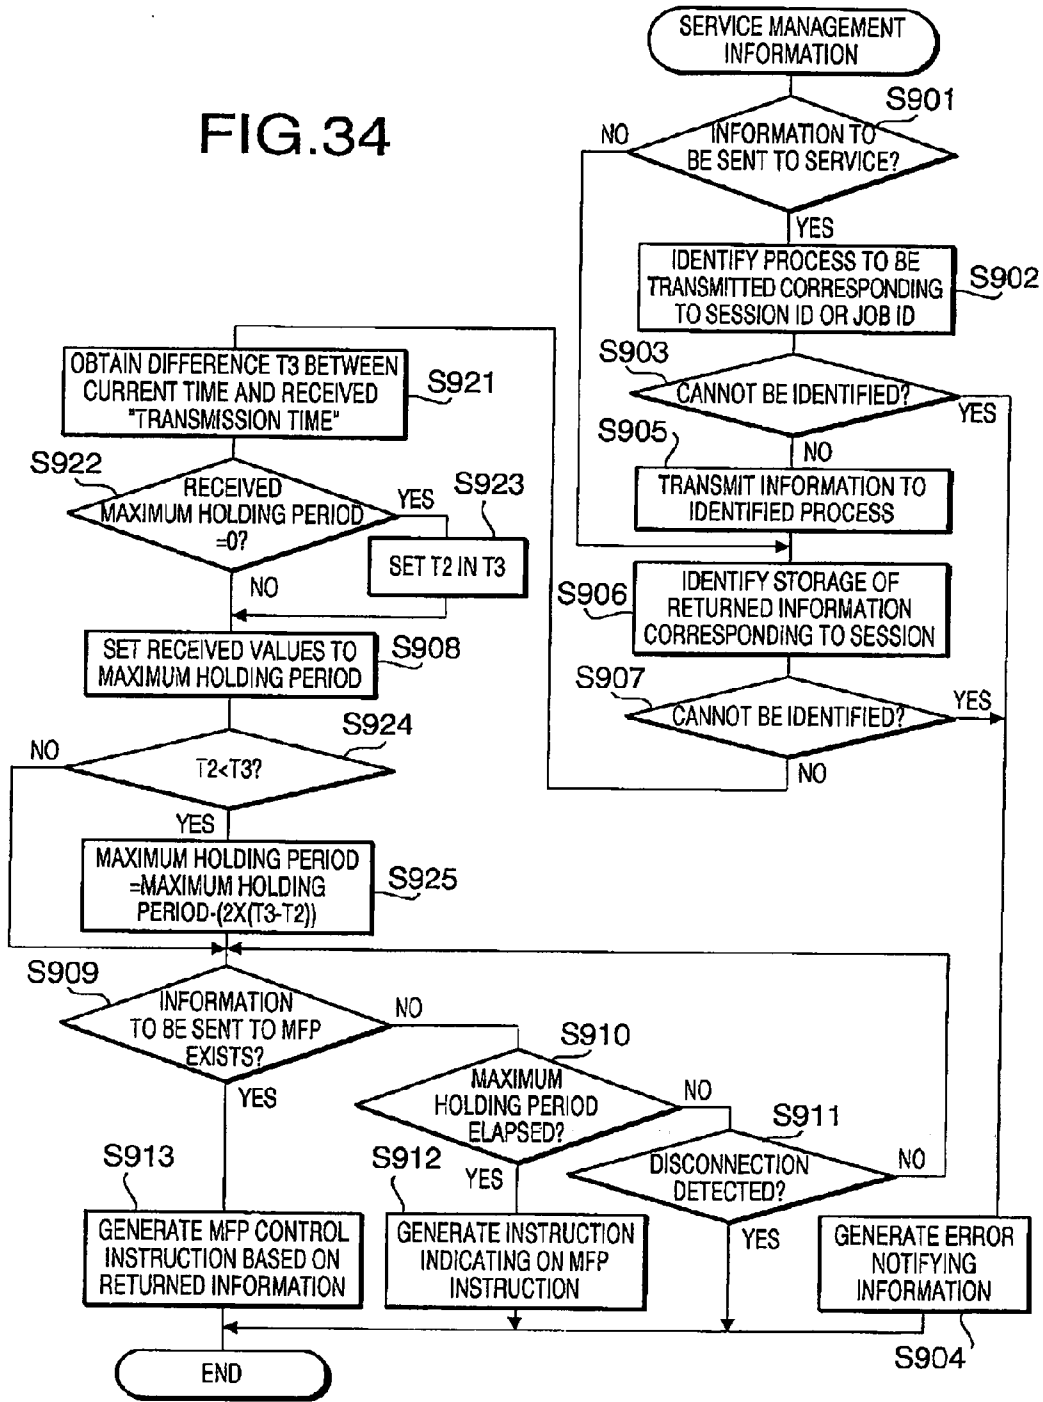 SERVICE MANAGEMENT
INFORMATION
FIG.34
S901
INFORMATION TO
BE SENT TO SERVICE?
NO
YES
IDENTIFY PROCESS TO BE
TRANSMITTED CORRESPONDING
TO SESSION ID OR JOB ID
S902
S903
CANNOT BE IDENTIFIED?
YES
NO
S905
TRANSMIT INFORMATION TO
IDENTIFIED PROCESS
S906
IDENTIFY STORAGE OF
RETURNED INFORMATION
CORRESPONDING TO SESSION
S907
CANNOT BE IDENTIFIED?
YES
NO
OBTAIN DIFFERENCE T3 BETWEEN
CURRENT TIME AND RECEIVED
"TRANSMISSION TIME"
S921
S922
RECEIVED
MAXIMUM HOLDING PERIOD
=0?
YES
S923
SET T2 IN T3
NO
SET RECEIVED VALUES TO
MAXIMUM HOLDING PERIOD
S908
S924
NO
T2<T3?
YES
MAXIMUM HOLDING PERIOD
=MAXIMUM HOLDING
PERIOD-(2X(T3-T2))
S925
S909
INFORMATION
TO BE SENT TO MFP
EXISTS?
NO
YES
S910
MAXIMUM
HOLDING PERIOD
ELAPSED?
NO
YES
S911
DISCONNECTION
DETECTED?
NO
YES
S913
GENERATE MFP CONTROL
INSTRUCTION BASED ON
RETURNED INFORMATION
S912
GENERATE INSTRUCTION
INDICATING ON MFP
INSTRUCTION
GENERATE ERROR
NOTIFYING
INFORMATION
S904
END